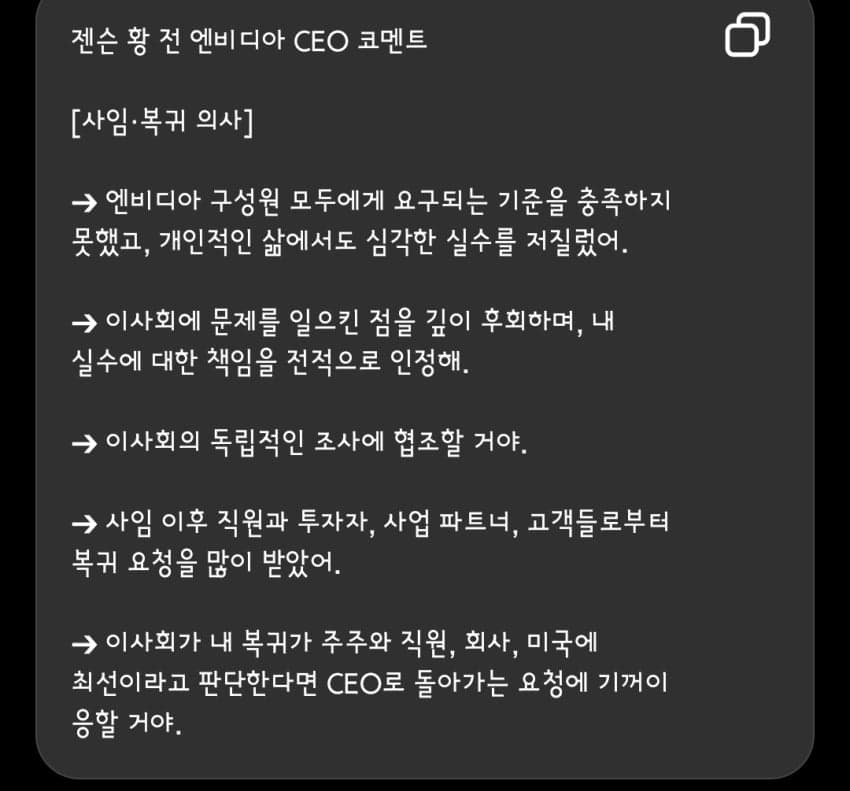 젠슨 황 전 엔비디아 CEO 코멘트
[사임·복귀 의사]
→ 엔비디아 구성원 모두에게 요구되는 기준을 충족하지
못했고, 개인적인 삶에서도 심각한 실수를 저질렀어.
→ 이사회에 문제를 일으킨 점을 깊이 후회하며, 내
실수에 대한 책임을 전적으로 인정해.
→ 이사회의 독립적인 조사에 협조할 거야.
→ 사임 이후 직원과 투자자, 사업 파트너, 고객들로부터
복귀 요청을 많이 받았어.
→ 이사회가 내 복귀가 주주와 직원, 회사, 미국에
최선이라고 판단한다면 CEO로 돌아가는 요청에 기꺼이
응할 거야.